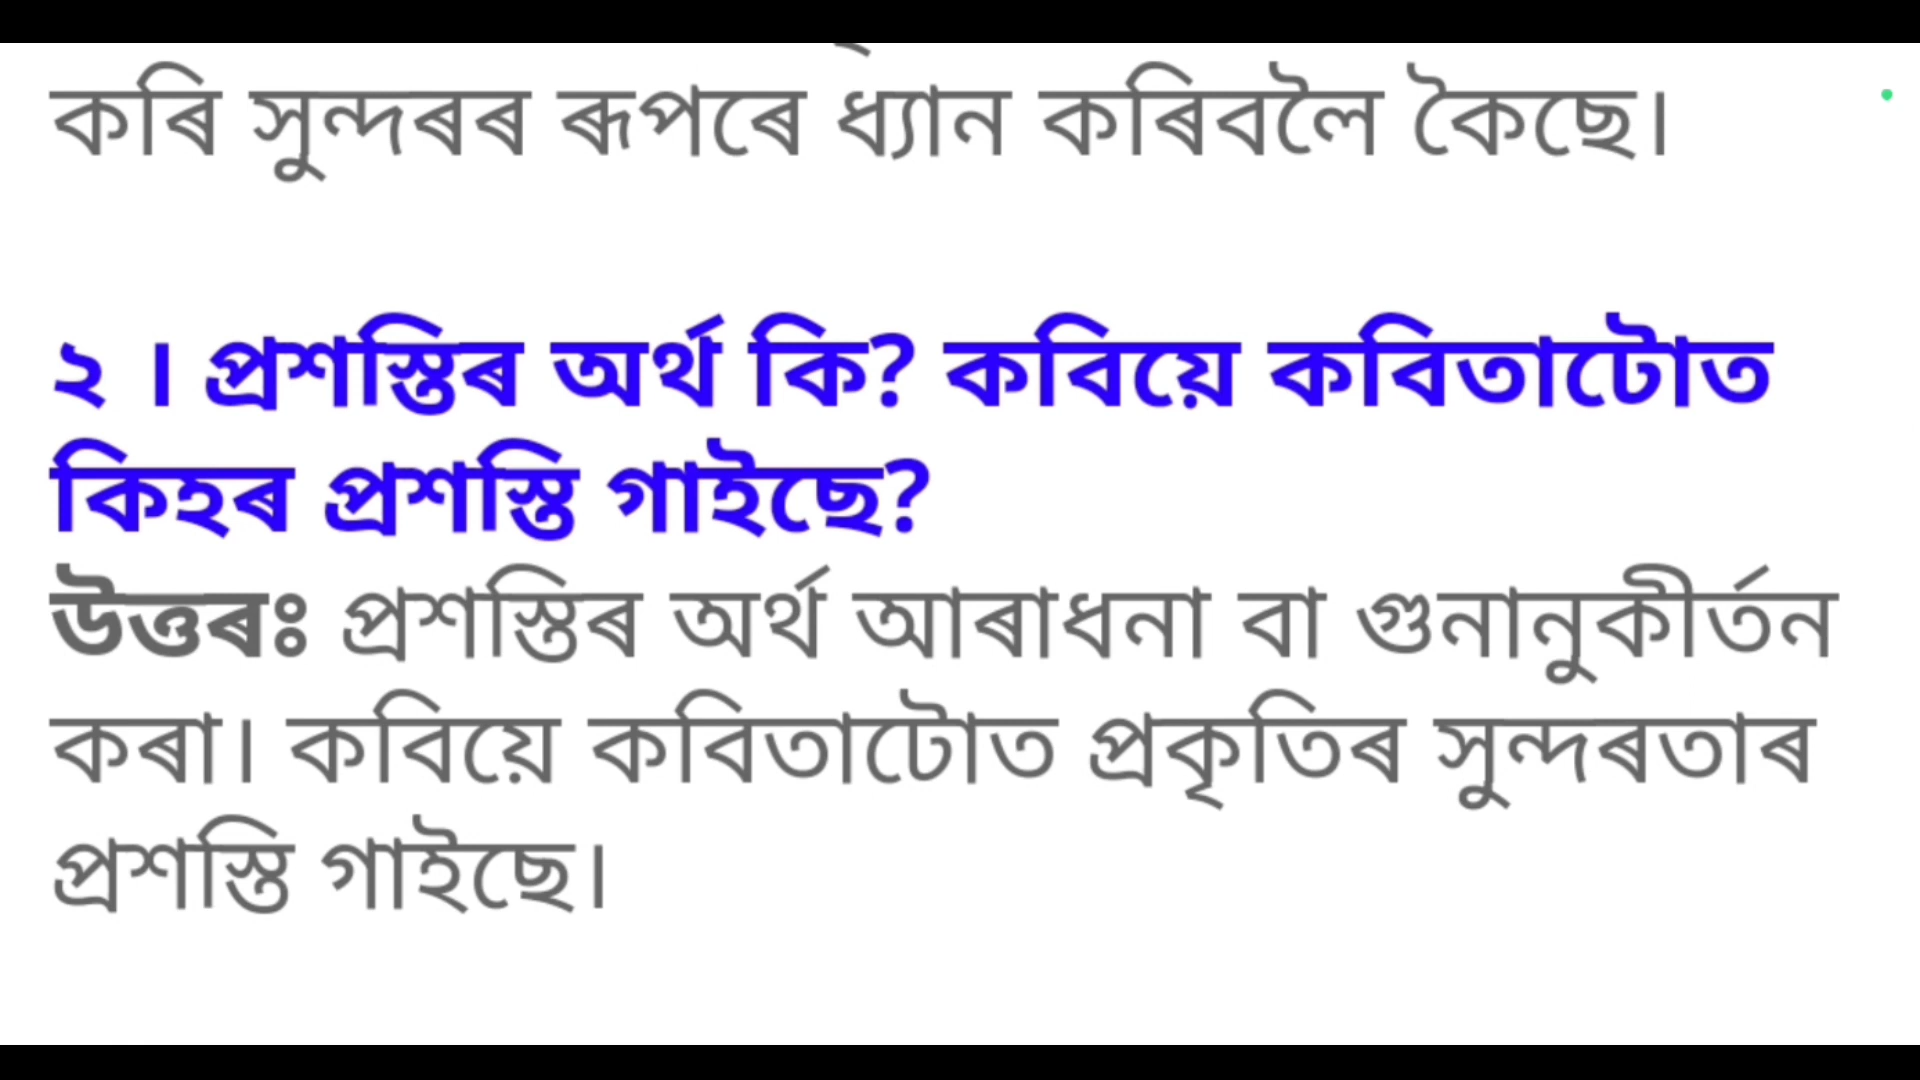 কৰি সুন্দৰৰ ৰূপৰে ধ্যান কৰিবলৈ কৈছে।
২ । প্ৰশস্তিৰ অৰ্থ কি? কবিয়ে কবিতাটোত
কিহৰ প্ৰশস্তি গাইছে?
উত্তৰঃ প্ৰশস্তিৰ অৰ্থ আৰাধনা বা গুনানুকীৰ্তন
কৰা। কবিয়ে কবিতাটোত প্ৰকৃতিৰ সুন্দৰতাৰ
প্ৰশস্তি গাইছে।